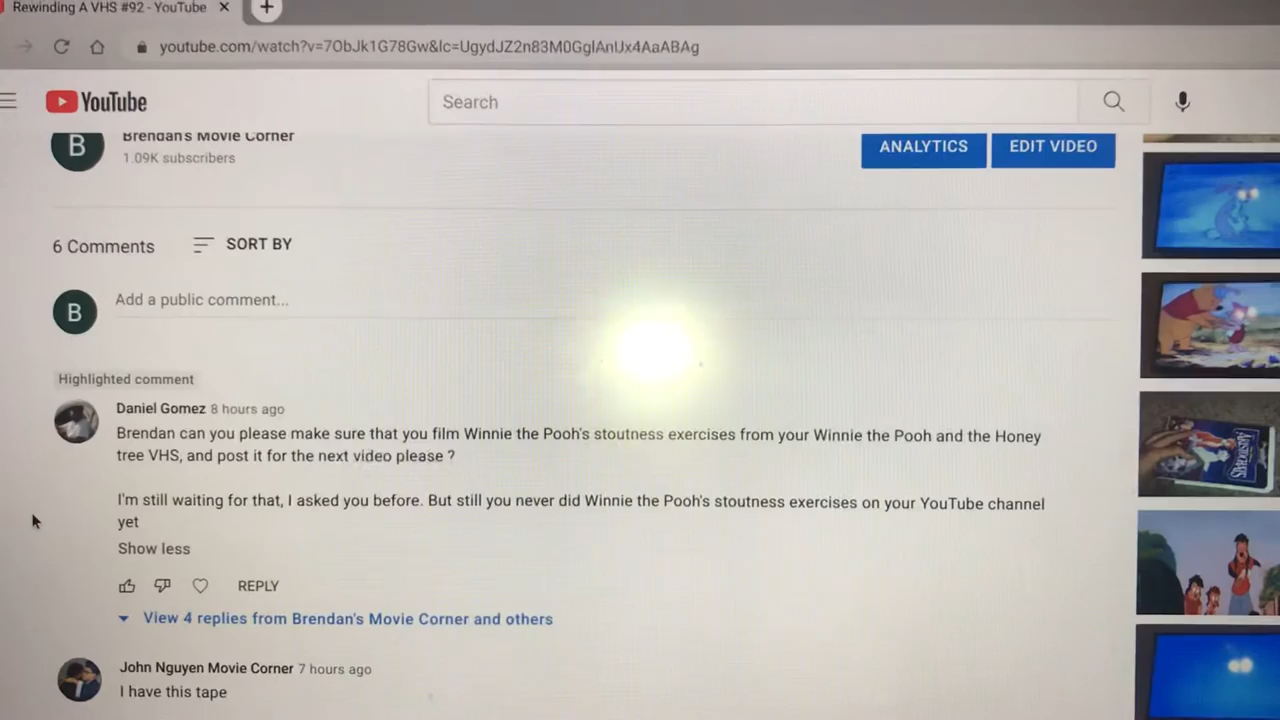 Rewinding A VHS #92 - YouTube
youtube.com/watch?v=7ObJk1G78Gw&lc=UgydJZ2n83M0GglAnUx4AaABAg
YouTube
Search
Brendan's Movie Corner
1.09K subscribers
ANALYTICS
EDIT VIDEO
6 Comments
SORT BY
B
B
Add a public comment...
Highlighted comment
Daniel Gomez 8 hours ago
Brendan can you please make sure that you film Winnie the Pooh's stoutness exercises from your Winnie the Pooh and the Honey
tree VHS, and post it for the next video please ?
I'm still waiting for that, I asked you before. But still you never did Winnie the Pooh's stoutness exercises on your YouTube channel
yet
Show less
REPLY
View 4 replies from Brendan's Movie Corner and others
John Nguyen Movie Corner 7 hours ago
I have this tape